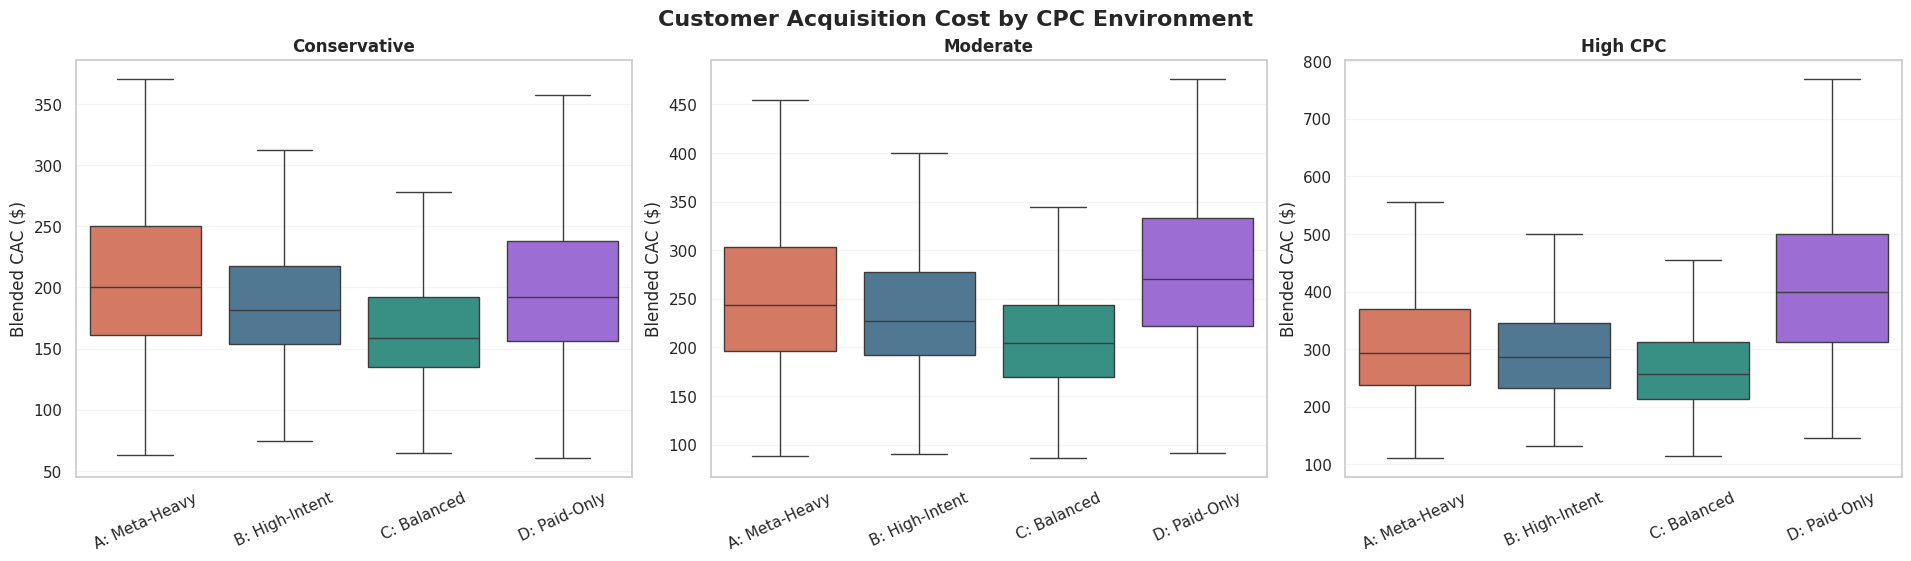 Customer Acquisition Cost by CPC Environment
Conservative
Blended CAC ($)
350
300
250
200
150
100
50
A: Meta-Heavy
B: High-Intent
C: Balanced
D: Paid-Only
Moderate
Blended CAC ($)
450
400
350
300
250
200
150
100
A: Meta-Heavy
B: High-Intent
C: Balanced
D: Paid-Only
High CPC
Blended CAC ($)
800
700
600
500
400
300
200
100
A: Meta-Heavy
B: High-Intent
C: Balanced
D: Paid-Only